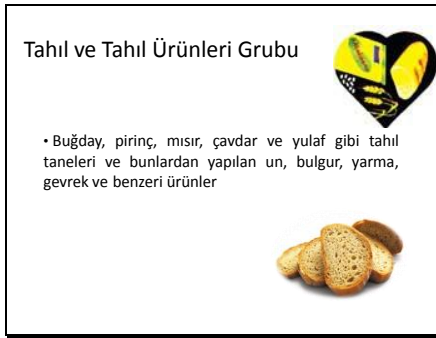 Tahıl ve Tahıl Ürünleri Grubu
• Buğday, pirinç, mısır, çavdar ve yulaf gibi tahıl
taneleri ve bunlardan yapılan un, bulgur, yarma,
gevrek ve benzeri ürünler